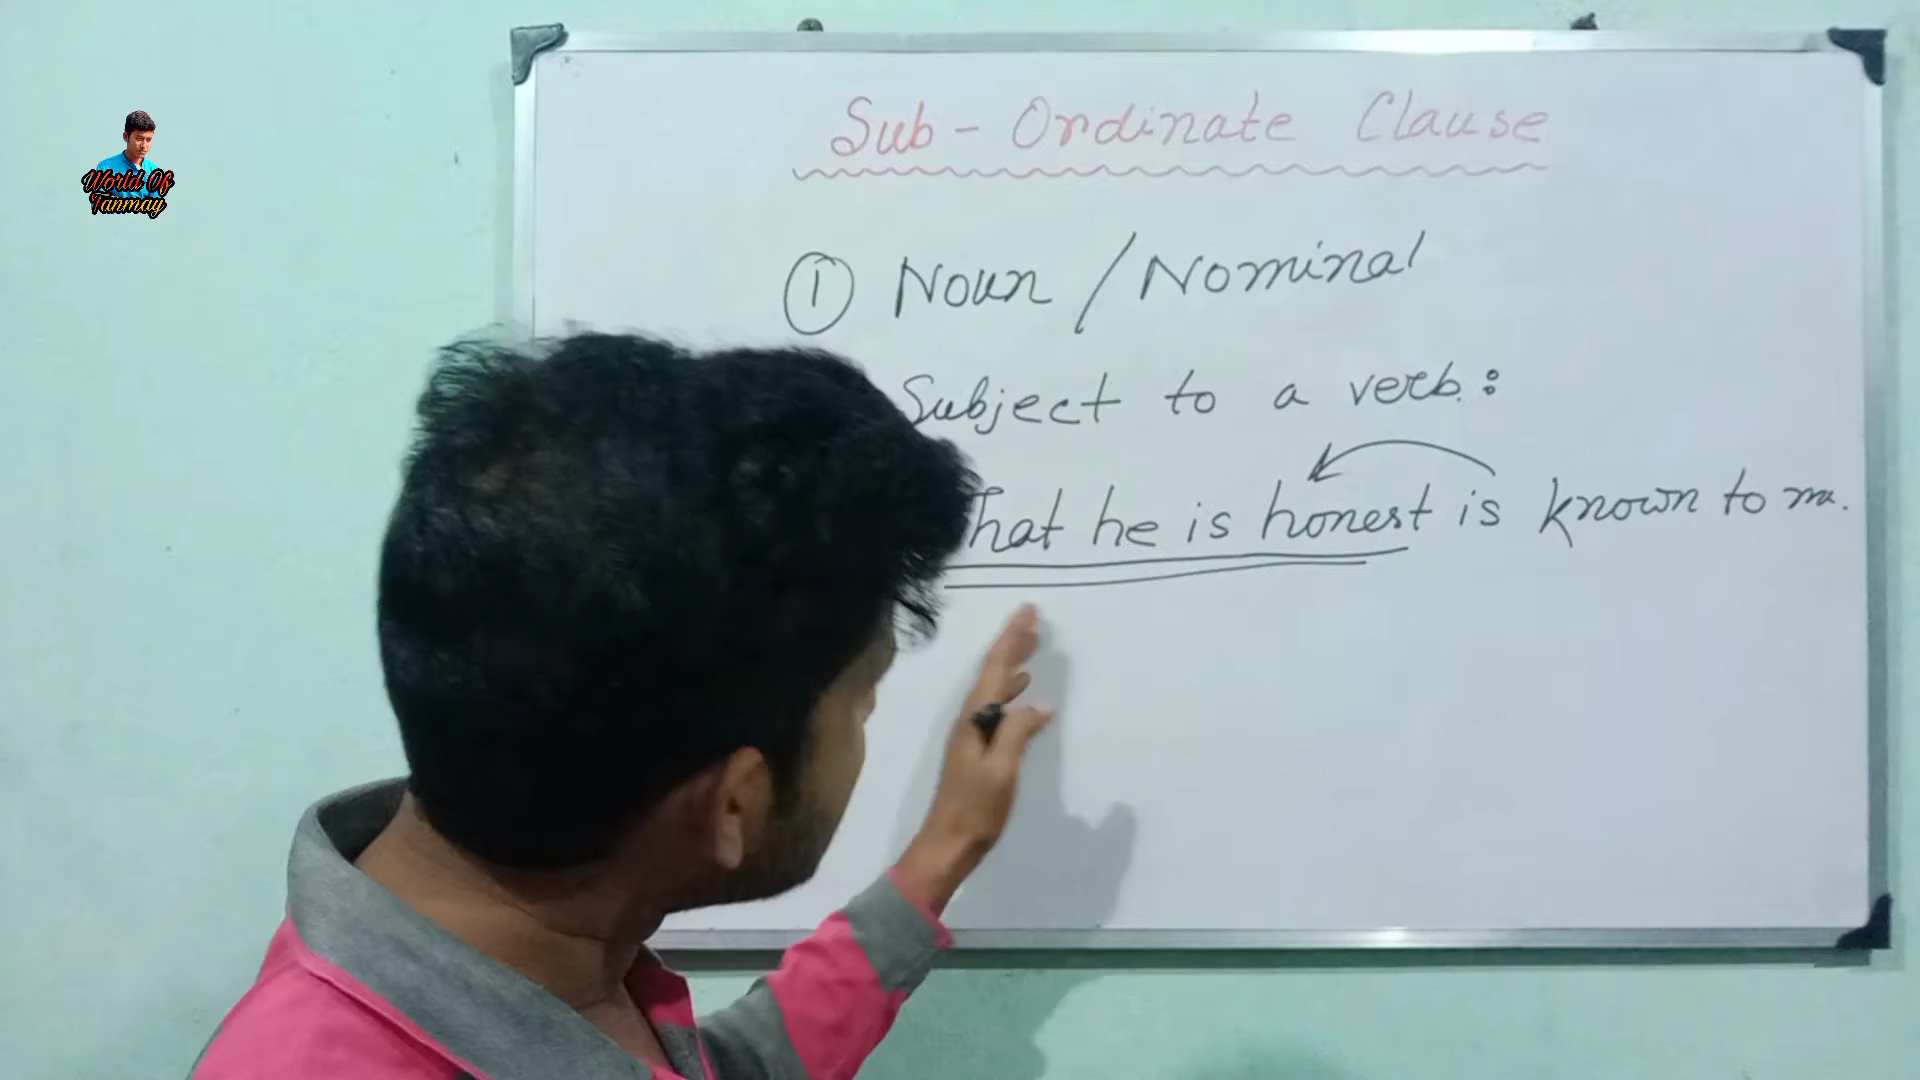 World Of
Tanmay
Sub - Ordinate Clause
① Noun / Nominal
Subject to a verb :
That he is honest is known to me.